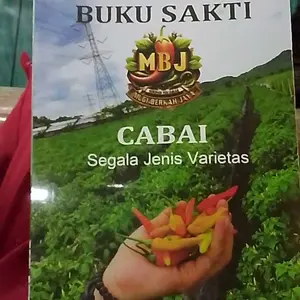 BUKU SAKTI
MBJ
CABAI
Segala Jenis Varietas